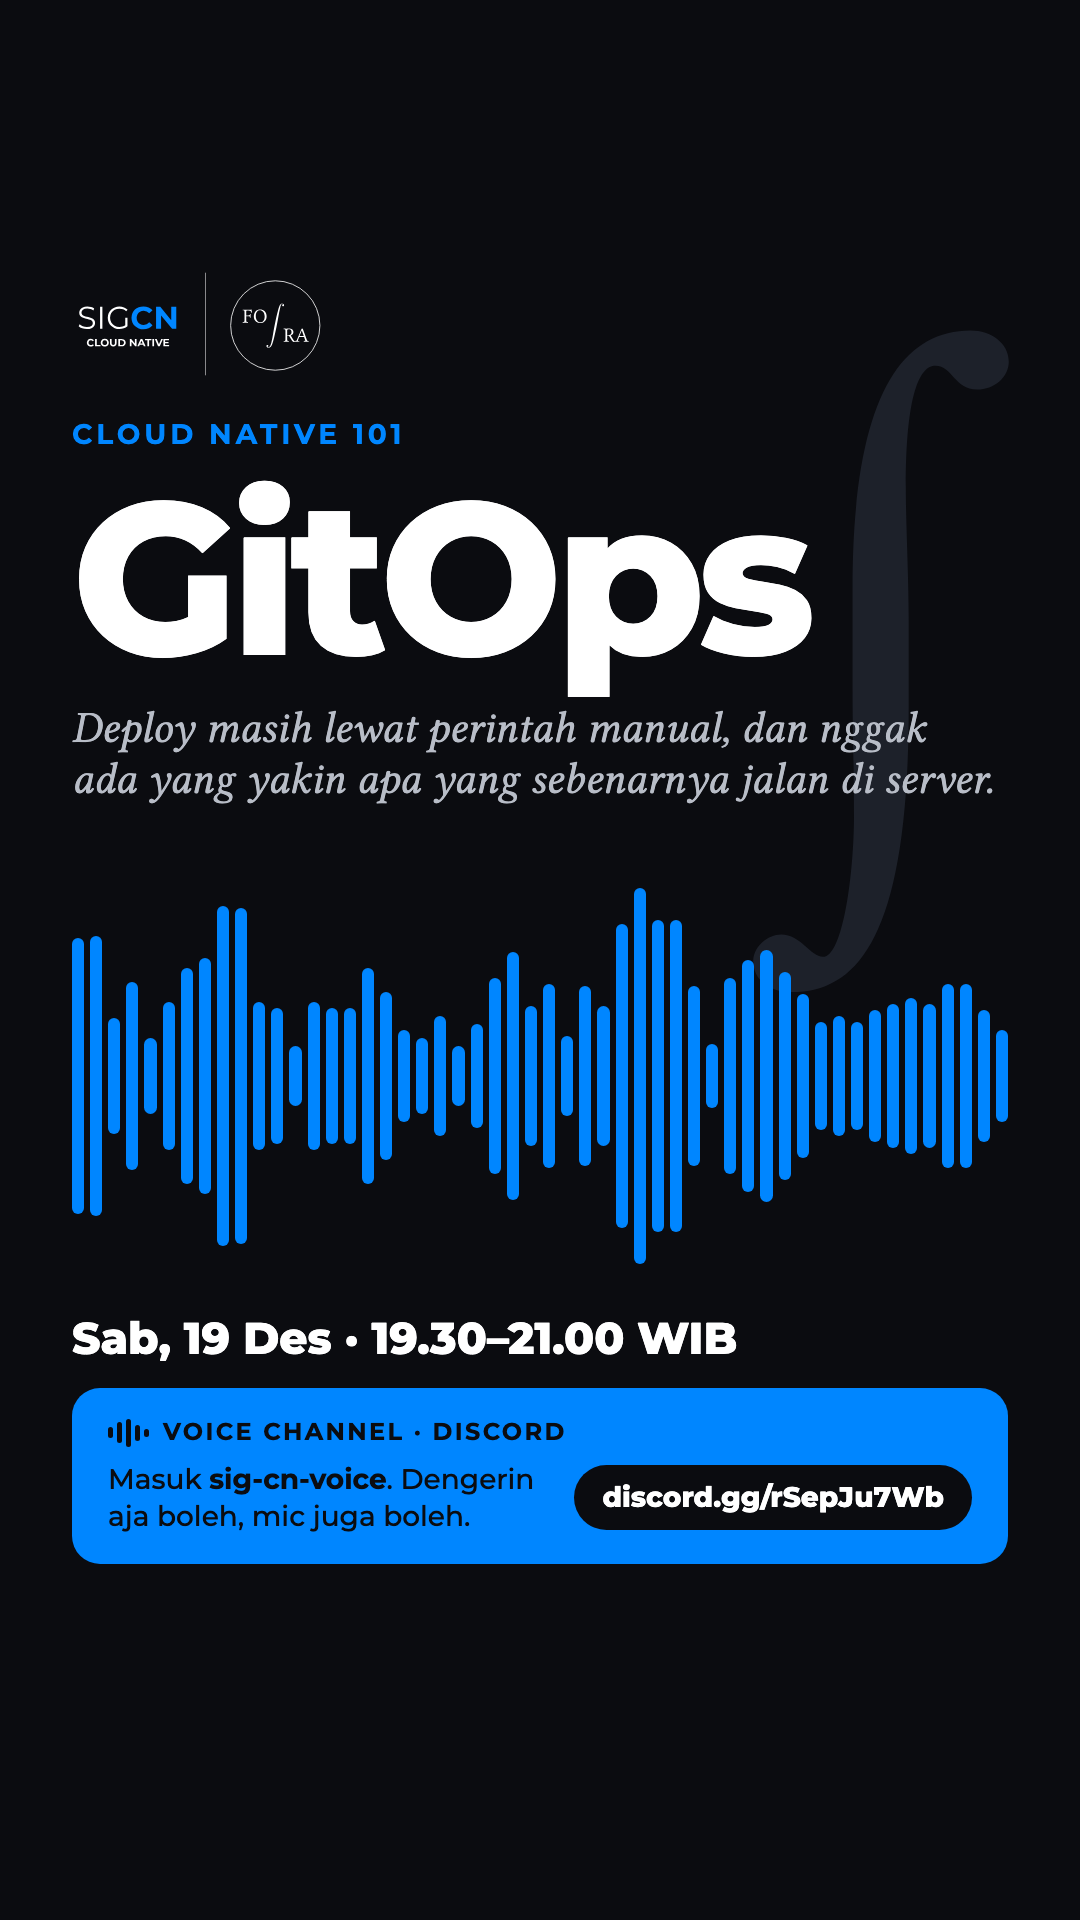 SIGCN
CLOUD NATIVE
FO∫RA
CLOUD NATIVE 101
GitOps
Deploy masih lewat perintah manual, dan nggak
ada yang yakin apa yang sebenarnya jalan di server.
Sab, 19 Des · 19.30–21.00 WIB
VOICE CHANNEL · DISCORD
Masuk sig-cn-voice. Dengerin
aja boleh, mic juga boleh.
discord.gg/rSepJu7Wb